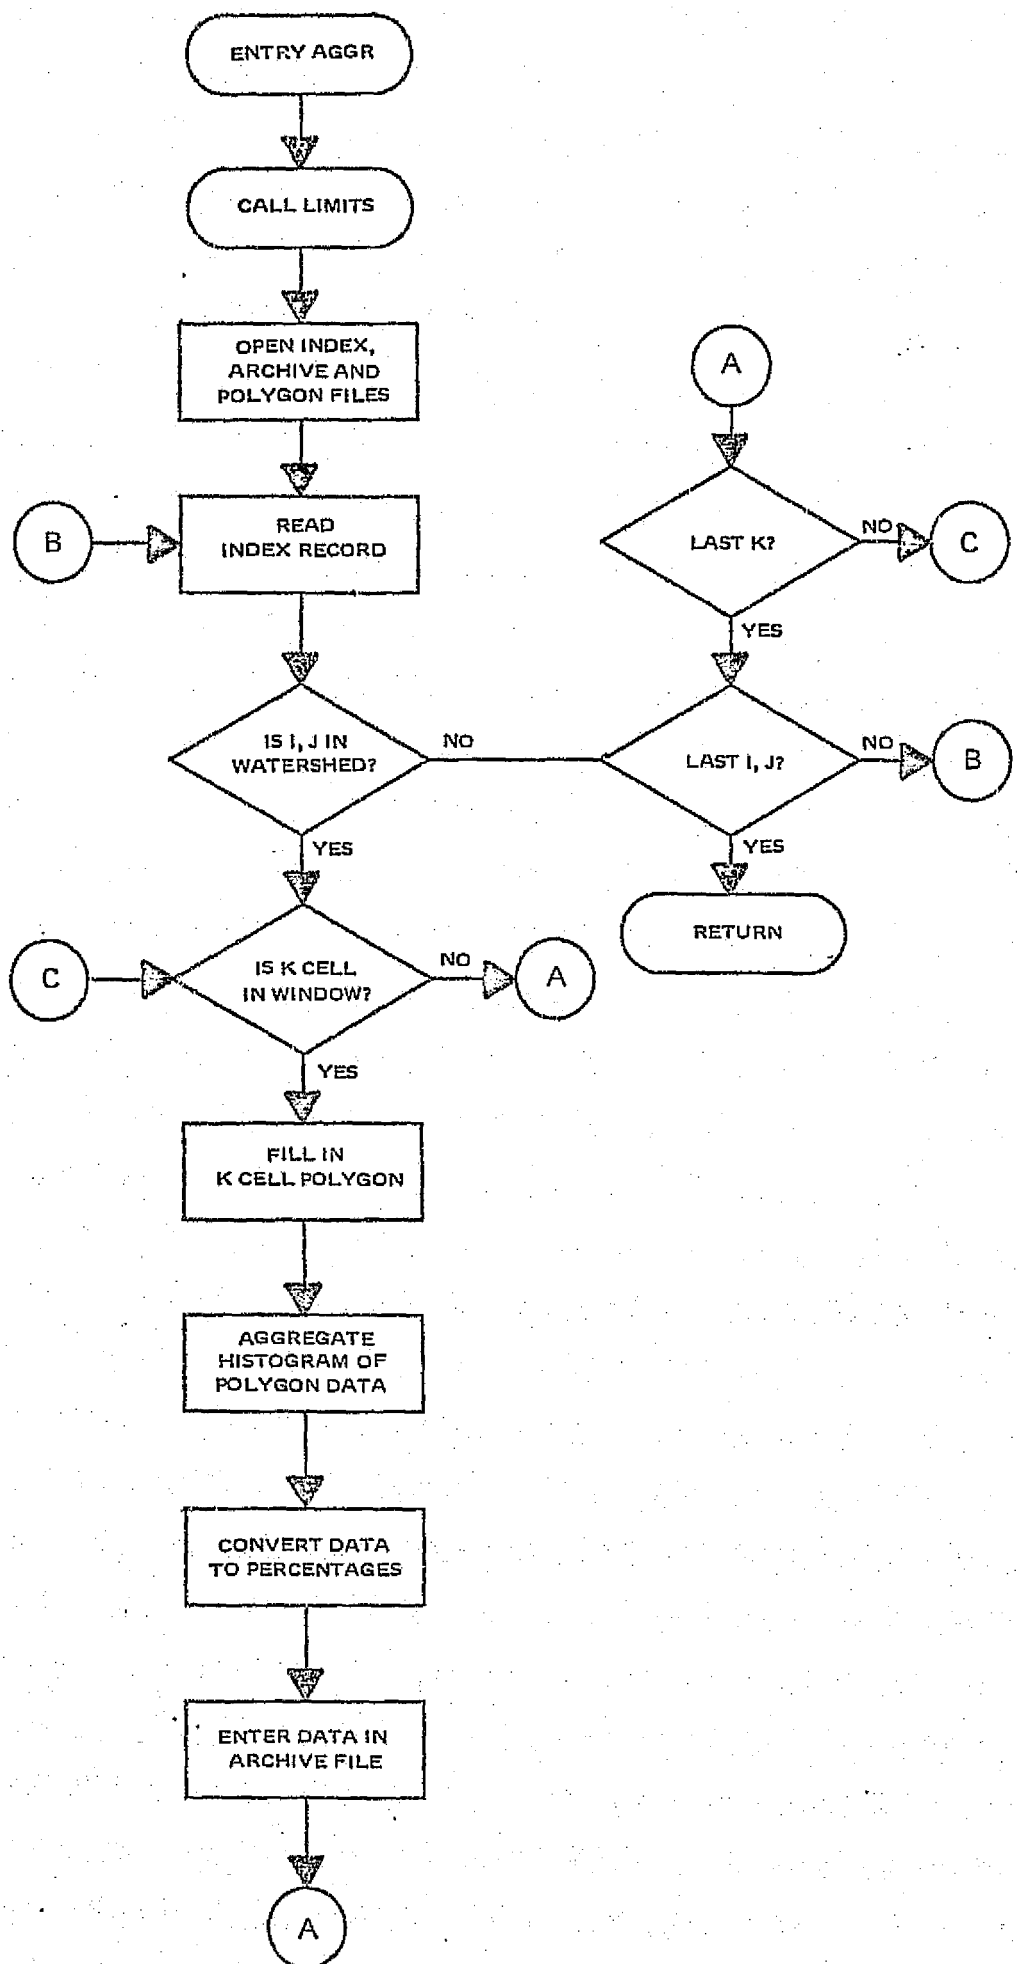 ENTRY AGGR
CALL LIMITS
OPEN INDEX,
ARCHIVE AND
POLYGON FILES
B
READ
INDEX RECORD
IS I, J IN
WATERSHED?
NO
YES
C
IS K CELL
IN WINDOW?
NO
A
YES
FILL IN
K CELL POLYGON
AGGREGATE
HISTOGRAM OF
POLYGON DATA
CONVERT DATA
TO PERCENTAGES
ENTER DATA IN
ARCHIVE FILE
A
A
LAST K?
NO
C
YES
LAST I, J?
NO
B
YES
RETURN